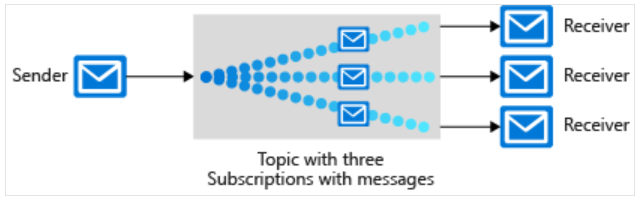 Sender
Receiver
Receiver
Receiver
Topic with three
Subscriptions with messages